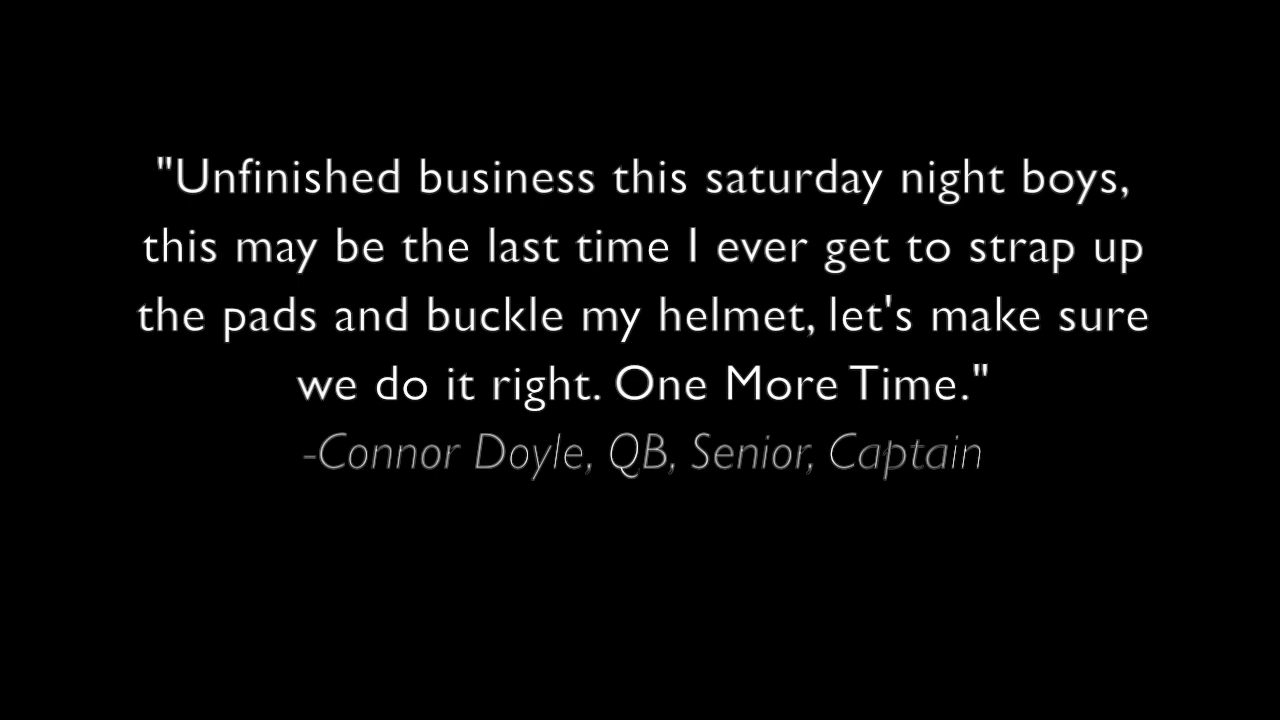 "Unfinished business this saturday night boys,
this may be the last time I ever get to strap up
the pads and buckle my helmet, let's make sure
we do it right. One More Time."
-Connor Doyle, QB, Senior, Captain